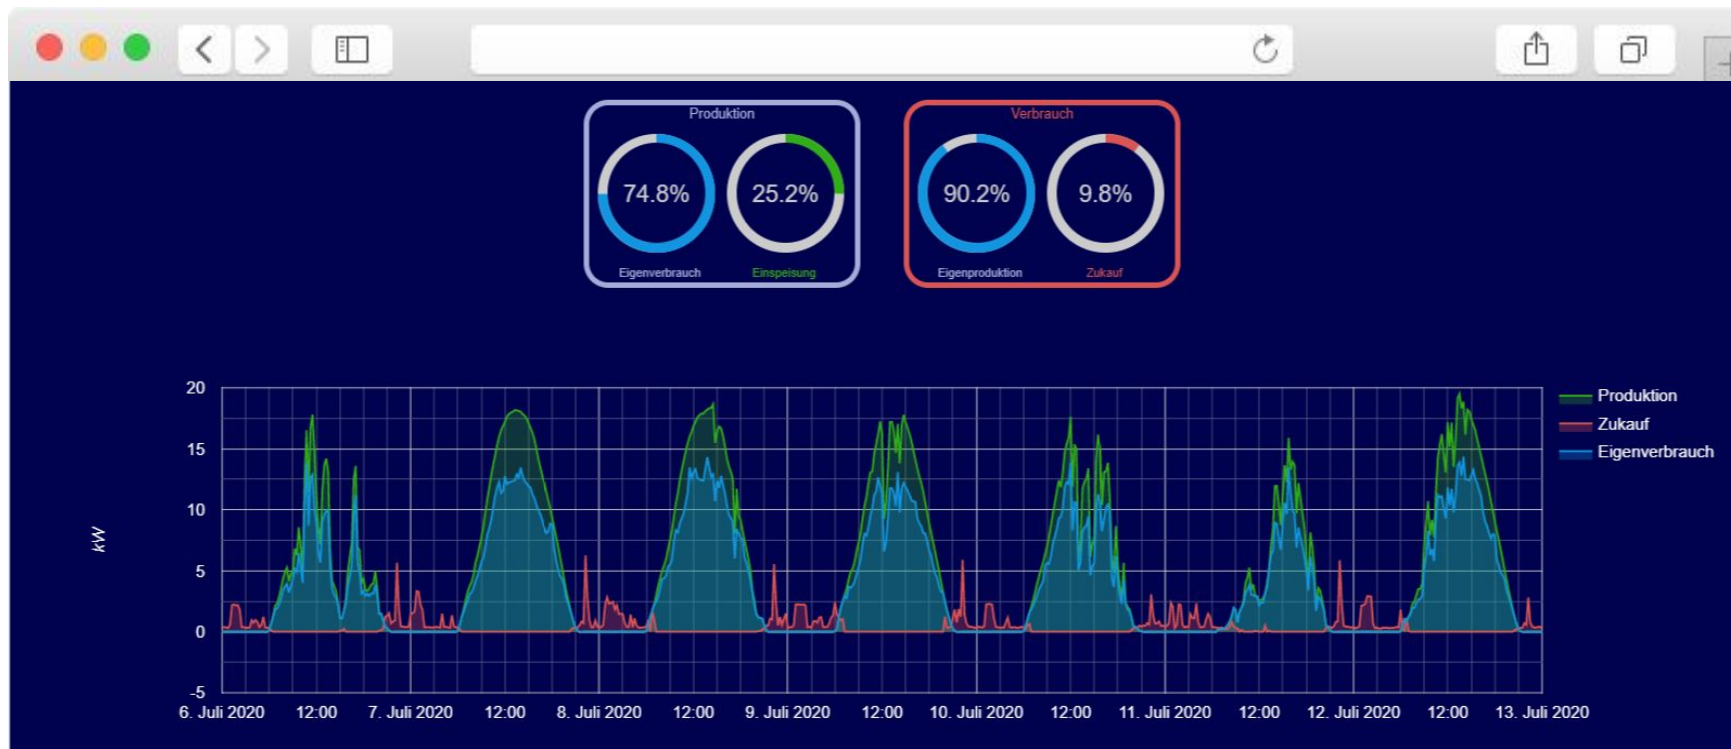 Produktion
74.8%
25.2%
Eigenverbrauch
Einspeisung
Verbrauch
90.2%
9.8%
Eigenproduktion
Zukauf
20
15
10
5
0
-5
kW
6. Juli 2020
12:00
7. Juli 2020
12:00
8. Juli 2020
12:00
9. Juli 2020
12:00
10. Juli 2020
12:00
11. Juli 2020
12:00
12. Juli 2020
12:00
13. Juli 2020
Produktion
Zukauf
Eigenverbrauch